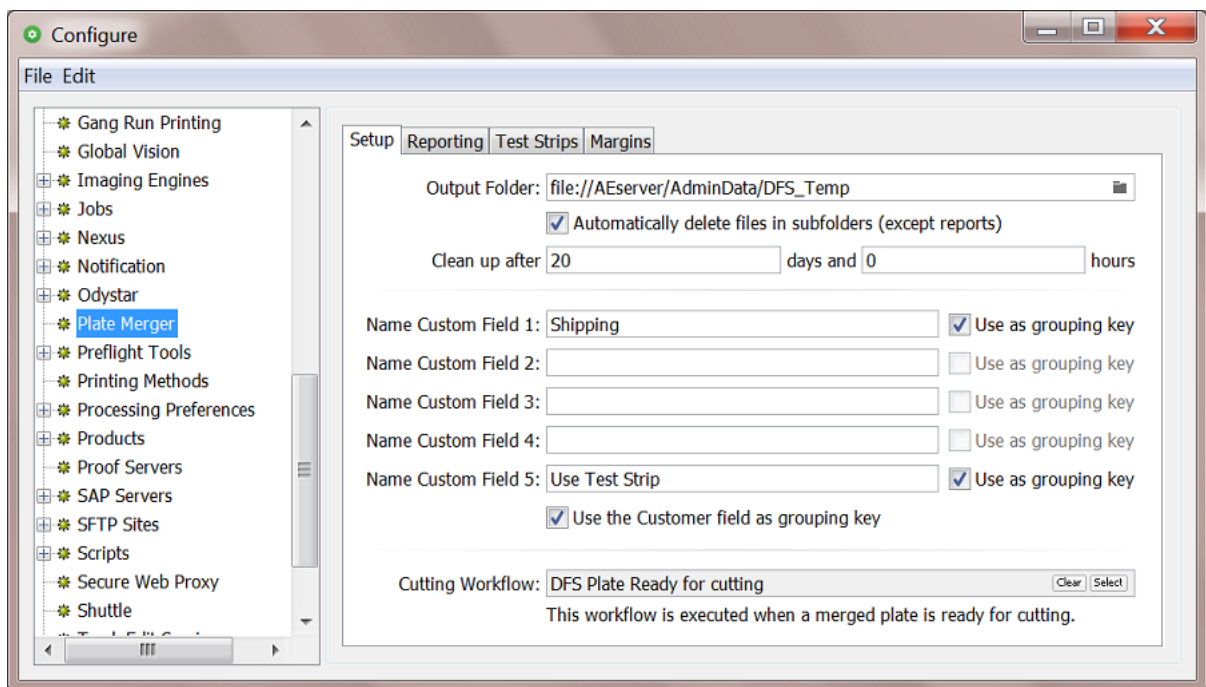 Configure
File Edit
Gang Run Printing
Global Vision
Imaging Engines
Jobs
Nexus
Notification
Odystar
Plate Merger
Preflight Tools
Printing Methods
Processing Preferences
Products
Proof Servers
SAP Servers
SFTP Sites
Scripts
Secure Web Proxy
Shuttle
Setup Reporting Test Strips Margins
Output Folder: file://AEserver/AdminData/DFS_Temp
Automatically delete files in subfolders (except reports)
Clean up after 20 days and 0 hours
Name Custom Field 1: Shipping Use as grouping key
Name Custom Field 2: Use as grouping key
Name Custom Field 3: Use as grouping key
Name Custom Field 4: Use as grouping key
Name Custom Field 5: Use Test Strip Use as grouping key
Use the Customer field as grouping key
Cutting Workflow: DFS Plate Ready for cutting Clear Select
This workflow is executed when a merged plate is ready for cutting.